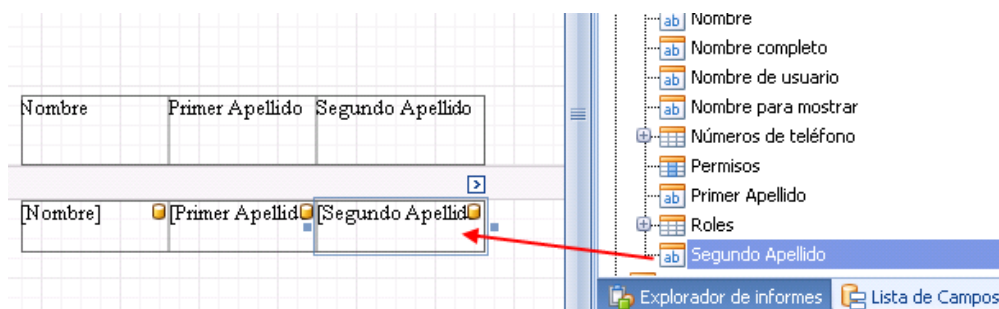 Nombre Primer Apellido Segundo Apellido
[Nombre] [Primer Apellid [Segundo Apellid
Nombre
Nombre completo
Nombre de usuario
Nombre para mostrar
Números de teléfono
Permisos
Primer Apellido
Roles
Segundo Apellido
Explorador de informes Lista de Campos